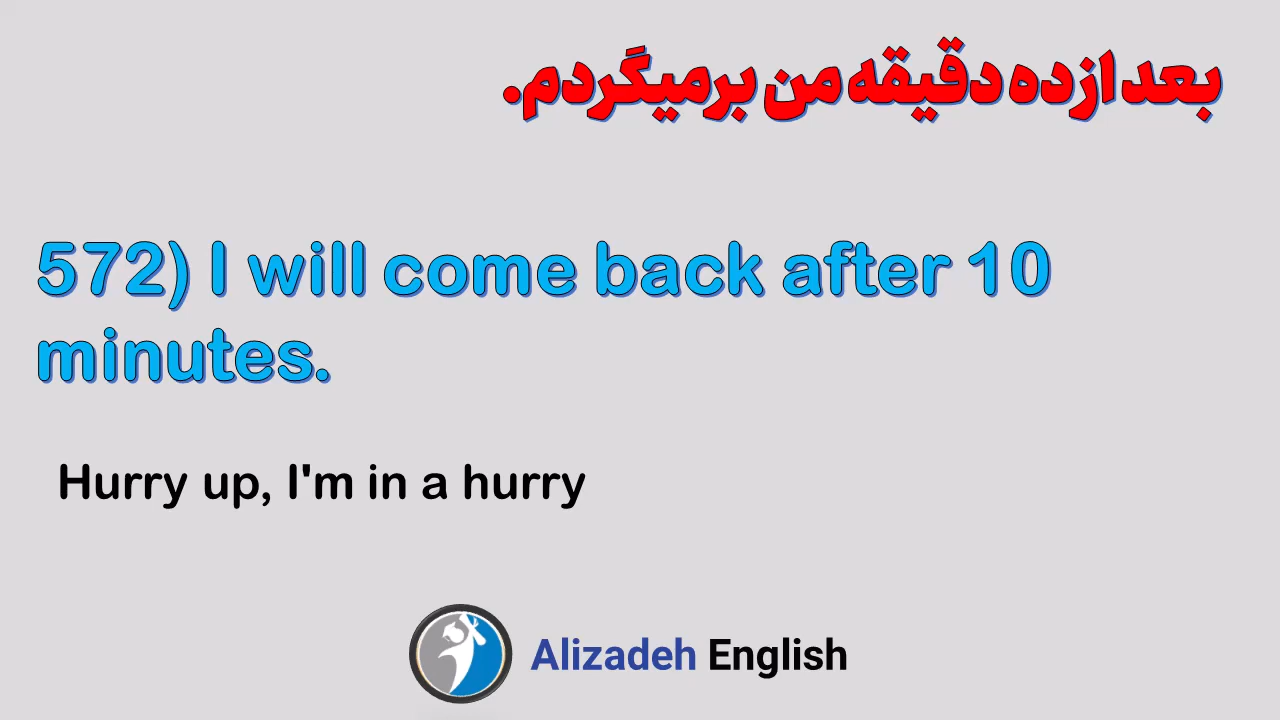 بعد از ده دقیقه من برمیگردم.
572) I will come back after 10
minutes.
Hurry up, I'm in a hurry
Alizadeh English